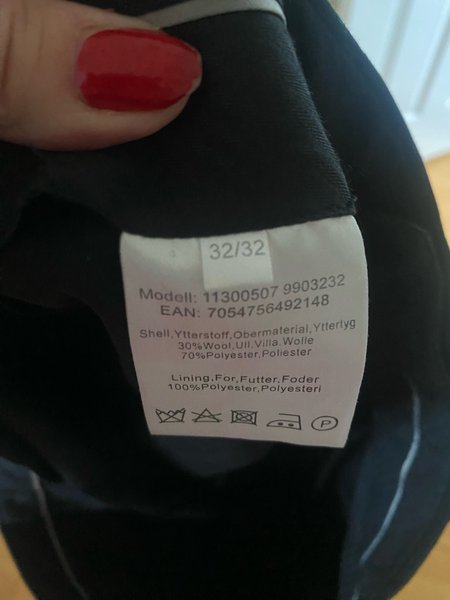 32/32
Modell: 11300507 9903232
EAN: 7054756492148
Shell,Ytterstoff,Obermaterial,Yttertyg
30%Wool,Ull,Villa,Wolle
70%Polyester,Poliester
Lining,For,Futter,Foder
100%Polyester,Polyesteri
P